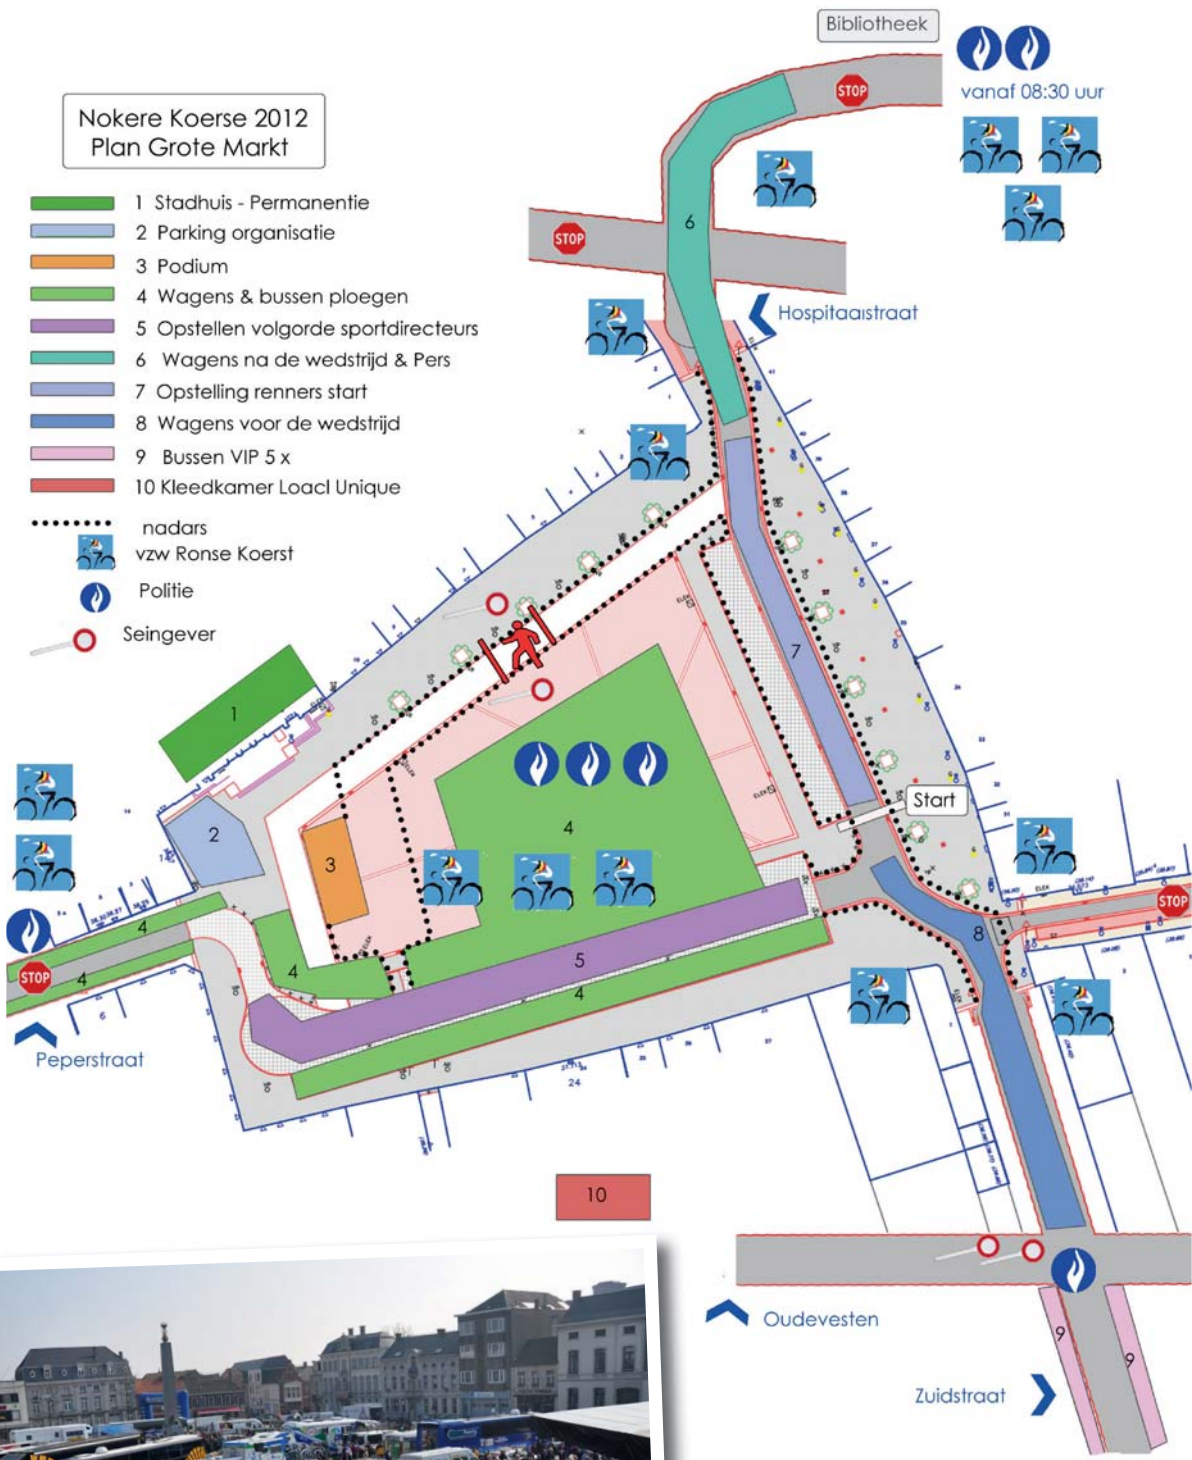 Bibliotheek
vanaf 08:30 uur
Nokere Koerse 2012
Plan Grote Markt
1 Stadhuis - Permanentie
2 Parking organisatie
3 Podium
4 Wagens & bussen ploegen
5 Opstellen volgorde sportdirecteurs
6 Wagens na de wedstrijd & Pers
7 Opstelling renners start
8 Wagens voor de wedstrijd
9 Bussen VIP 5 x
10 Kleedkamer Loacl Unique
nadars
vzw Ronse Koerst
Politie
Seingever
STOP
STOP
6
Hospitaalstraat
7
1
2
3
4
Start
STOP
8
4
4
4
5
4
STOP
Peperstraat
6
24
10
Oudevesten
9
9
Zuidstraat